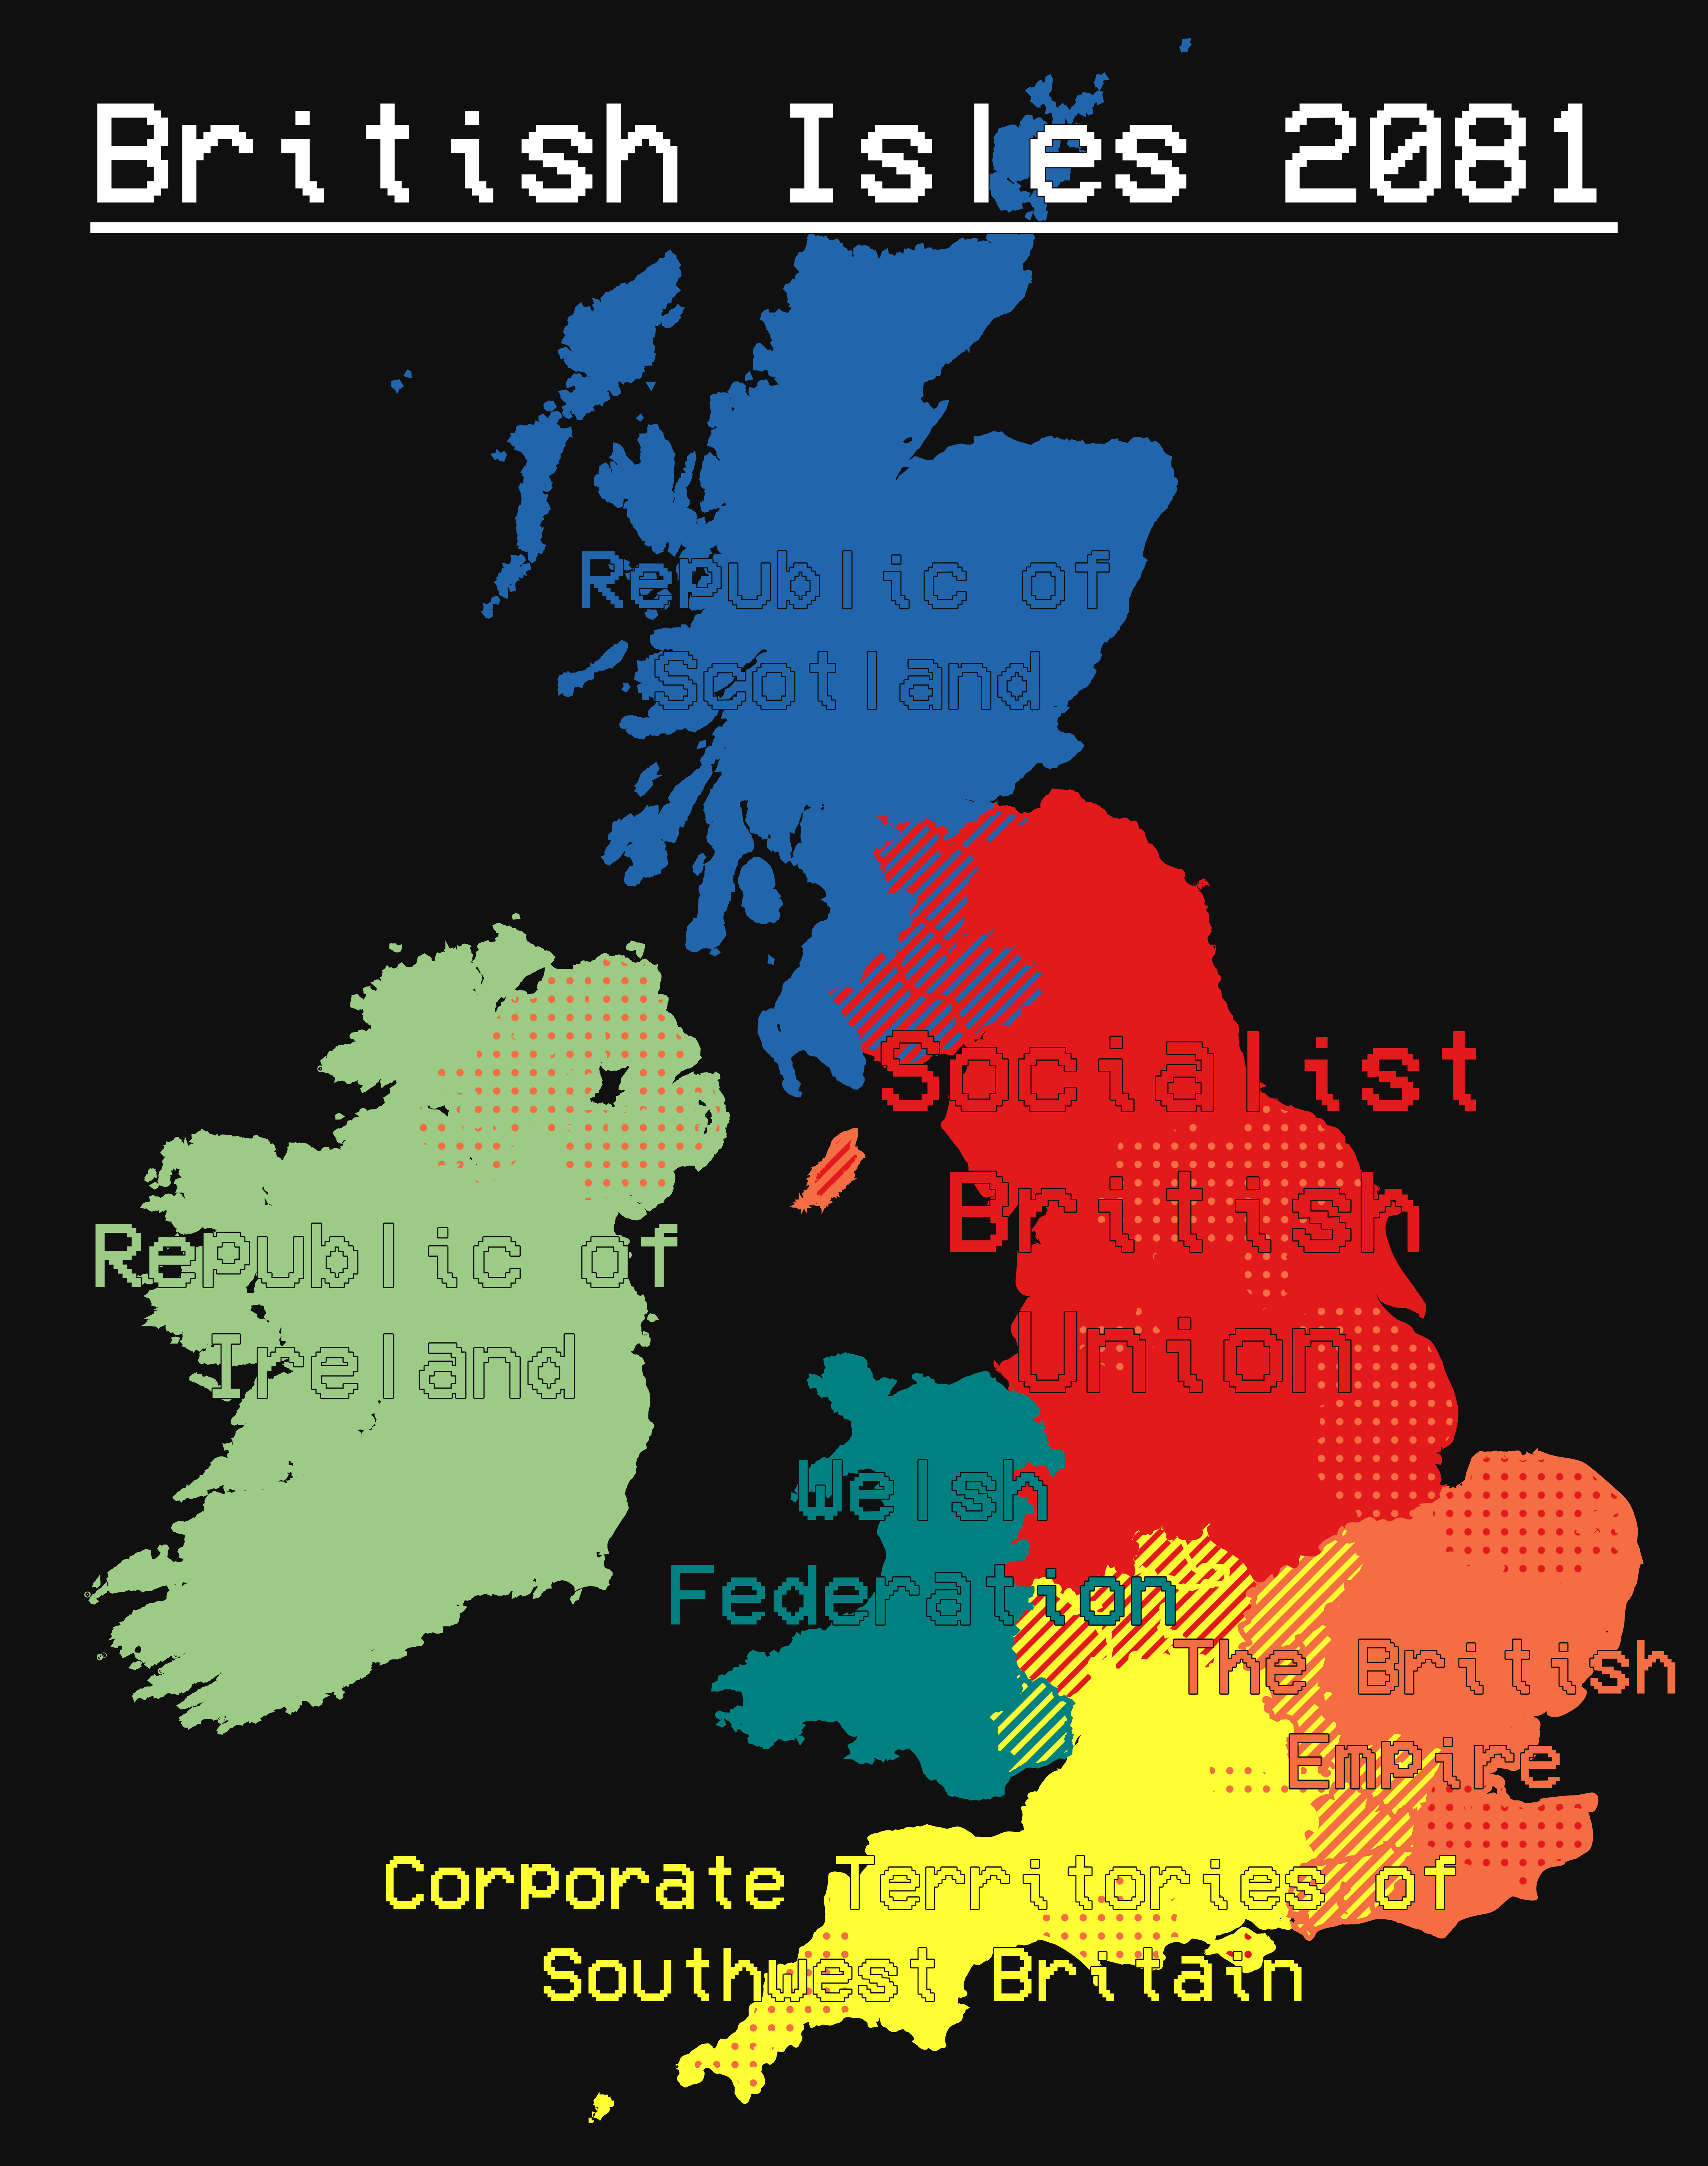 British Isles 2081
Republic of
Scotland
Socialist
British
Union
Republic of
Ireland
Welsh
Federation
The British
Empire
Corporate Territories of
Southwest Britain